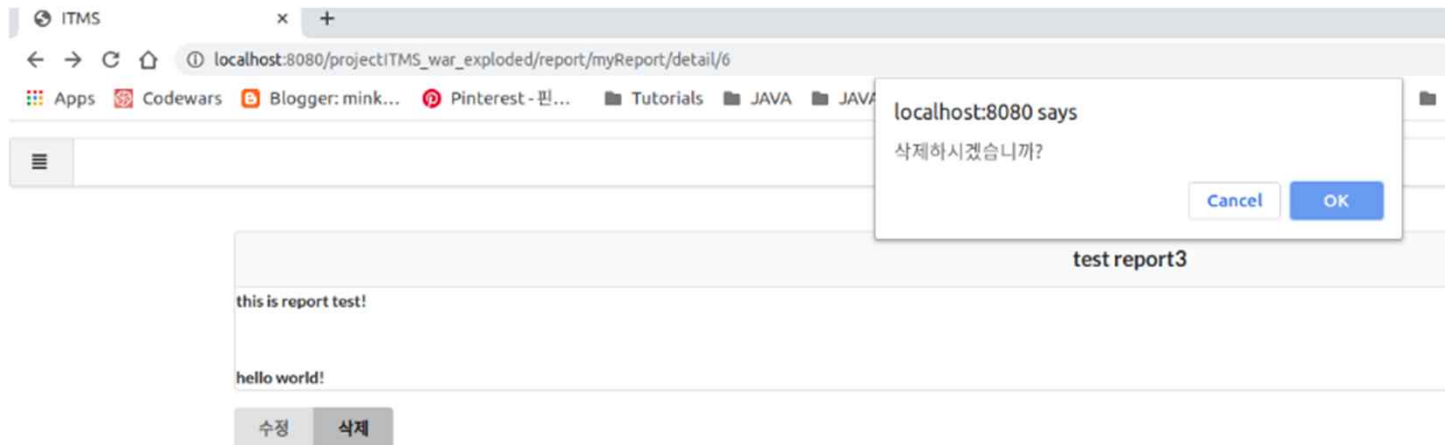 ITMS
localhost:8080/projectITMS_war_exploded/report/myReport/detail/6
Apps Codewars Blogger: mink... Pinterest - 핀... Tutorials JAVA JAVA
localhost:8080 says
삭제하시겠습니까?
Cancel OK
test report3
this is report test!
hello world!
수정 삭제